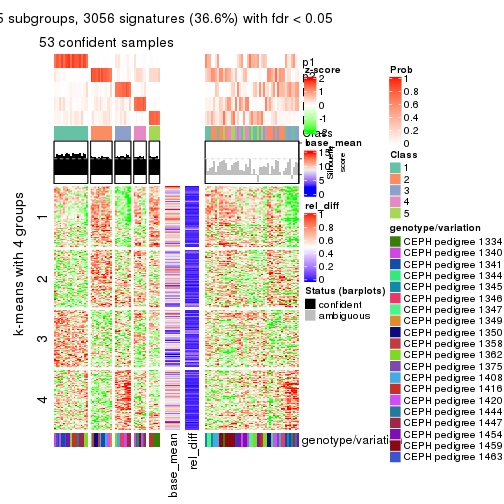 5 subgroups, 3056 signatures (36.6%) with fdr < 0.05
53 confident samples
p1
p2
z-score
2
1
0
-1
-2
base_mean
15
10
5
0
Silhouette score
rel_diff
1
0.8
0.6
0.4
0.2
0
Status (barplots)
confident
ambiguous
k-means with 4 groups
1
2
3
4
base_mean
rel_diff
genotype/variati
Prob
1
0.8
0.6
0.4
0.2
0
Class
1
2
3
4
5
genotype/variation
CEPH pedigree 1334
CEPH pedigree 1340
CEPH pedigree 1341
CEPH pedigree 1344
CEPH pedigree 1345
CEPH pedigree 1346
CEPH pedigree 1347
CEPH pedigree 1349
CEPH pedigree 1350
CEPH pedigree 1358
CEPH pedigree 1362
CEPH pedigree 1375
CEPH pedigree 1408
CEPH pedigree 1416
CEPH pedigree 1420
CEPH pedigree 1444
CEPH pedigree 1447
CEPH pedigree 1454
CEPH pedigree 1459
CEPH pedigree 1463